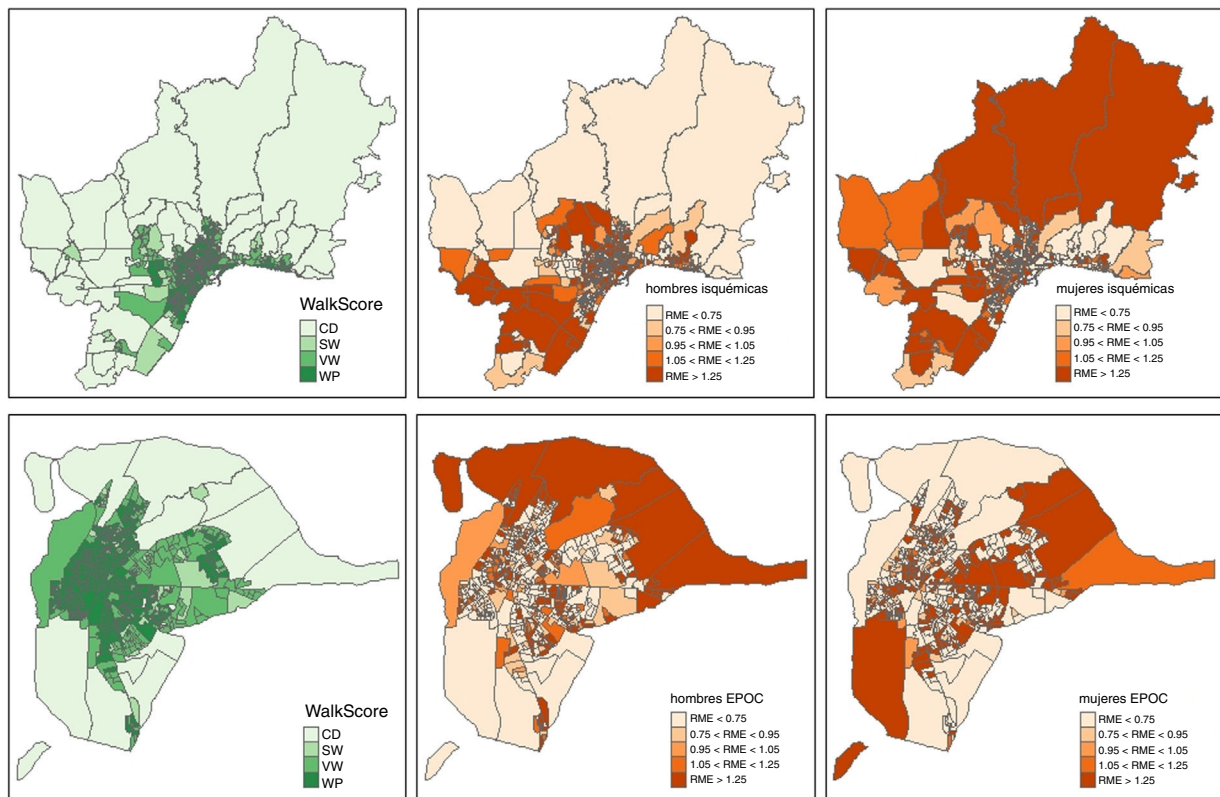 WalkScore
CD
SW
VW
WP
hombres isquémicas
RME < 0.75
0.75 < RME < 0.95
0.95 < RME < 1.05
1.05 < RME < 1.25
RME > 1.25
mujeres isquémicas
RME < 0.75
0.75 < RME < 0.95
0.95 < RME < 1.05
1.05 < RME < 1.25
RME > 1.25
WalkScore
CD
SW
VW
WP
hombres EPOC
RME < 0.75
0.75 < RME < 0.95
0.95 < RME < 1.05
1.05 < RME < 1.25
RME > 1.25
mujeres EPOC
RME < 0.75
0.75 < RME < 0.95
0.95 < RME < 1.05
1.05 < RME < 1.25
RME > 1.25